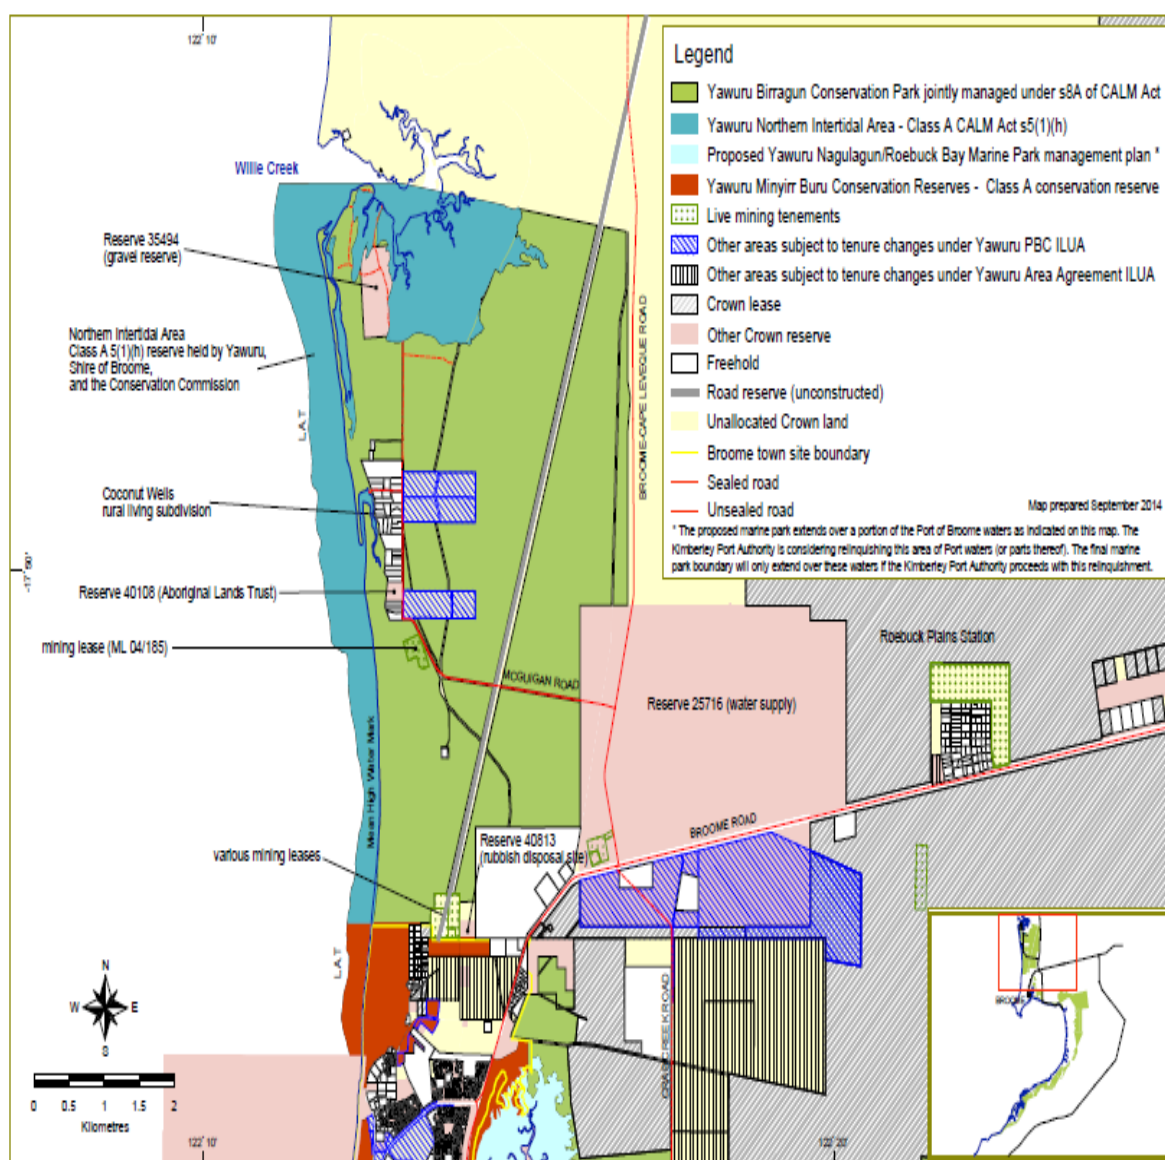 122° 10'
Legend
Yawuru Birragun Conservation Park jointly managed under s8A of CALM Act
Yawuru Northern Intertidal Area - Class A CALM Act s5(1)(h)
Proposed Yawuru Nagulagun/Roebuck Bay Marine Park management plan *
Yawuru Minyirr Buru Conservation Reserves - Class A conservation reserve
Live mining tenements
Other areas subject to tenure changes under Yawuru PBC ILUA
Other areas subject to tenure changes under Yawuru Area Agreement ILUA
Crown lease
Other Crown reserve
Freehold
Road reserve (unconstructed)
Unallocated Crown land
Broome town site boundary
Sealed road
Unsealed road
Map prepared September 2014
* The proposed marine park extends over a portion of the Port of Broome waters as indicated on this map. The
Kimberley Port Authority is considering relinquishing this area of Port waters (or parts thereof). The final marine
park boundary will only extend over these waters if the Kimberley Port Authority proceeds with this relinquishment.
Willie Creek
Reserve 35494
(gravel reserve)
Northern Intertidal Area
Class A 5(1)(h) reserve held by Yawuru,
Shire of Broome,
and the Conservation Commission
L.A.T
BROOME-CAPE LEVEQUE ROAD
Coconut Wells
rural living subdivision
-17°50'
Reserve 40108 (Aboriginal Lands Trust)
mining lease (ML 04/185)
MCGUIGAN ROAD
Roebuck Plains Station
Reserve 25716 (water supply)
Mean High Water Mark
BROOME ROAD
Reserve 40813
(rubbish disposal site)
various mining leases
L.A.T
CRAB CREEK ROAD
BROOME
N
W E
S
0 0.5 1 1.5 2
Kilometres
122° 10'
122° 20'